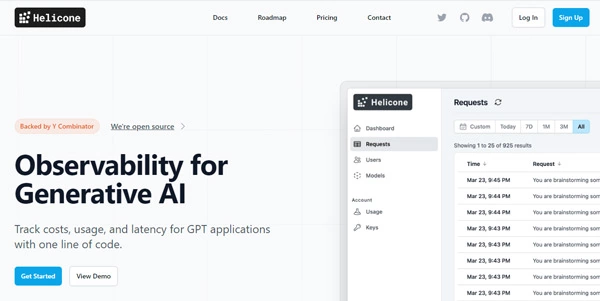 Helicone
Docs
Roadmap
Pricing
Contact
Log In
Sign Up
Backed by Y Combinator
We're open source
Observability for
Generative AI
Track costs, usage, and latency for GPT applications
with one line of code.
Get Started
View Demo
Helicone
Dashboard
Requests
Users
Models
Account
Usage
Keys
Requests
Custom
Today
7D
1M
3M
All
Showing 1 to 25 of 925 results
Time
Request
Mar 23, 9:45 PM You are brainstorming som
Mar 23, 9:44 PM You are brainstorming som
Mar 23, 9:44 PM You are brainstorming som
Mar 23, 9:44 PM You are brainstorming som
Mar 23, 9:43 PM You are brainstorming som
Mar 23, 9:43 PM You are brainstorming som
Mar 23, 9:43 PM You are brainstorming som
Mar 23, 9:43 PM You are brainstorming som